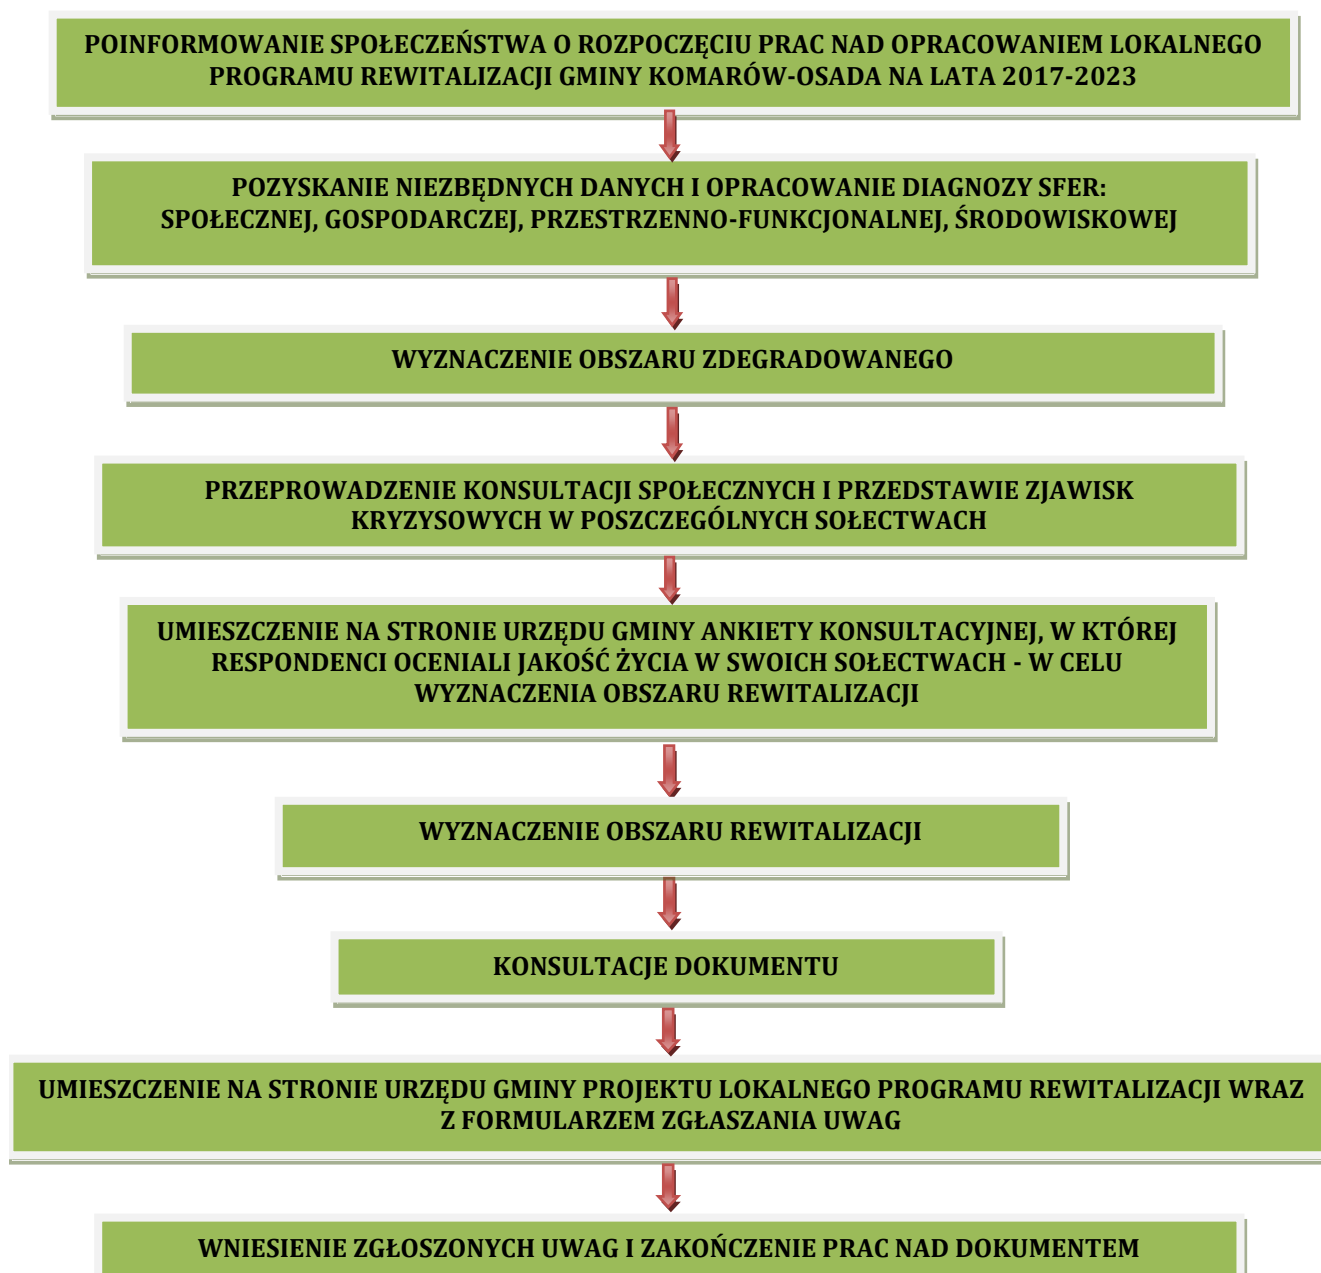 POINFORMOWANIE SPOŁECZEŃSTWA O ROZPOCZĘCIU PRAC NAD OPRACOWANIEM LOKALNEGO
PROGRAMU REWITALIZACJI GMINY KOMARÓW-OSADA NA LATA 2017-2023
POZYSKANIE NIEZBĘDNYCH DANYCH I OPRACOWANIE DIAGNOZY SFER:
SPOŁECZNEJ, GOSPODARCZEJ, PRZESTRZENNO-FUNKCJONALNEJ, ŚRODOWISKOWEJ
WYZNACZENIE OBSZARU ZDEGRADOWANEGO
PRZEPROWADZENIE KONSULTACJI SPOŁECZNYCH I PRZEDSTAWIE ZJAWISK
KRYZYSOWYCH W POSZCZEGÓLNYCH SOŁECTWACH
UMIESZCZENIE NA STRONIE URZĘDU GMINY ANKIETY KONSULTACYJNEJ, W KTÓREJ
RESPONDENCI OCENIALI JAKOŚĆ ŻYCIA W SWOICH SOŁECTWACH - W CELU
WYZNACZENIA OBSZARU REWITALIZACJI
WYZNACZENIE OBSZARU REWITALIZACJI
KONSULTACJE DOKUMENTU
UMIESZCZENIE NA STRONIE URZĘDU GMINY PROJEKTU LOKALNEGO PROGRAMU REWITALIZACJI WRAZ
Z FORMULARZEM ZGŁASZANIA UWAG
WNIESIENIE ZGŁOSZONYCH UWAG I ZAKOŃCZENIE PRAC NAD DOKUMENTEM